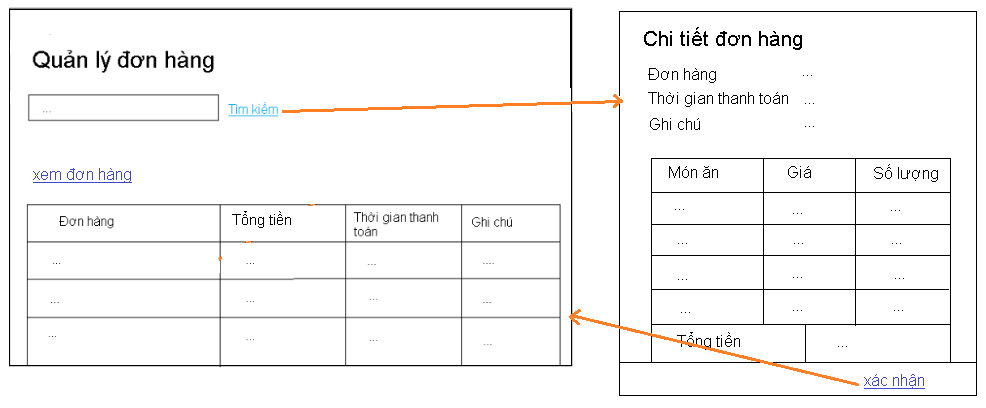 Quản lý đơn hàng
...
Tìm kiếm
xem đơn hàng
Đơn hàng
Tổng tiền
Thời gian thanh
toán
Ghi chú
... ... ... ....
... ... ... ...
... ... ... ...
Chi tiết đơn hàng
Đơn hàng ...
Thời gian thanh toán ...
Ghi chú ...
Món ăn Giá Số lượng
... ... ...
... ... ...
... ... ...
... ... ...
Tổng tiền ...
xác nhận